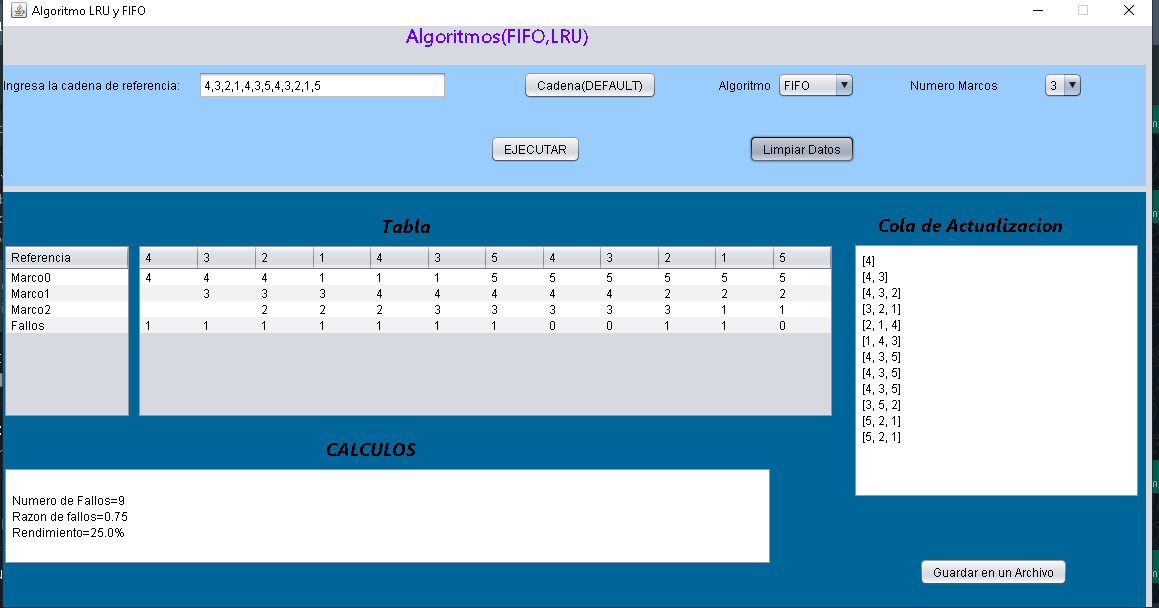 Algoritmo LRU y FIFO
Algoritmos(FIFO,LRU)
Ingresa la cadena de referencia: 4,3,2,1,4,3,5,4,3,2,1,5 Cadena(DEFAULT) Algoritmo FIFO Numero Marcos 3
EJECUTAR Limpiar Datos
Tabla
Referencia 4 3 2 1 4 3 5 4 3 2 1 5
Marco0 4 4 4 1 1 1 5 5 5 5 5 5
Marco1 3 3 3 4 4 4 4 4 2 2 2
Marco2 2 2 2 3 3 3 3 3 1 1
Fallos 1 1 1 1 1 1 1 0 0 1 1 0
Cola de Actualizacion
[4]
[4, 3]
[4, 3, 2]
[3, 2, 1]
[2, 1, 4]
[1, 4, 3]
[4, 3, 5]
[4, 3, 5]
[4, 3, 5]
[3, 5, 2]
[5, 2, 1]
[5, 2, 1]
CALCULOS
Numero de Fallos=9
Razon de fallos=0.75
Rendimiento=25.0%
Guardar en un Archivo